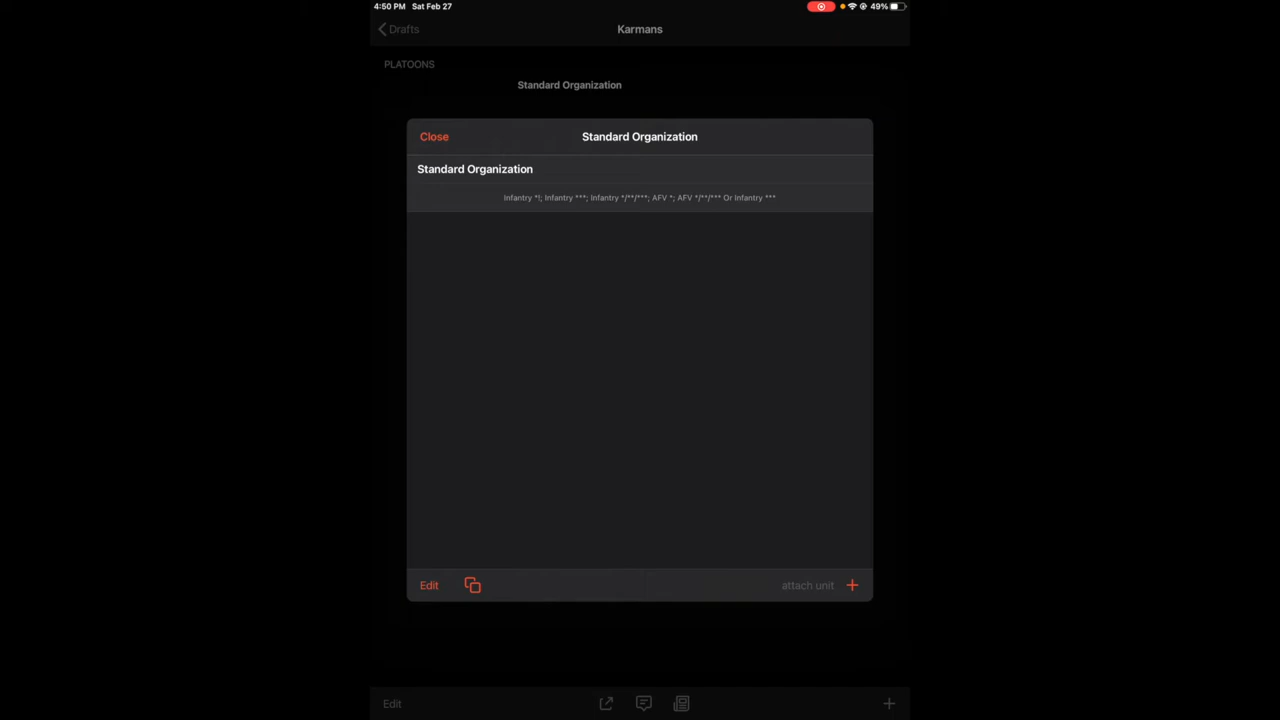 4:50 PM Sat Feb 27 49%
Drafts Karmans
PLATOONS
Standard Organization
Close Standard Organization
Standard Organization
Infantry *!; Infantry ***; Infantry */**/***; AFV *; AFV */**/*** Or Infantry ***
Edit attach unit
Edit